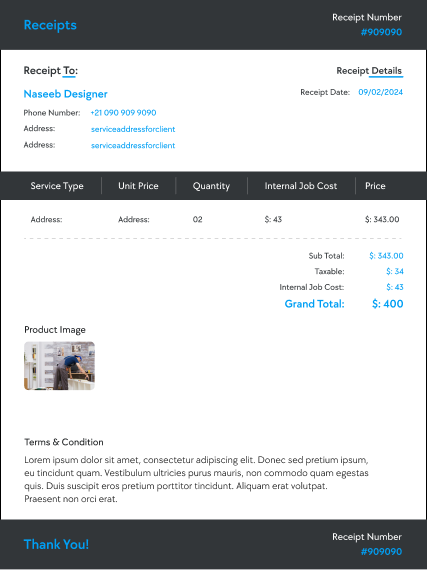 Receipts
Receipt Number
#909090
Receipt To:
Receipt Details
Naseeb Designer
Receipt Date: 09/02/2024
Phone Number: +21 090 909 9090
Address: serviceaddressforclient
Address: serviceaddressforclient
Service Type Unit Price Quantity Internal Job Cost Price
Address: Address: 02 $: 43 $: 343.00
Sub Total: $: 343.00
Taxable: $: 34
Internal Job Cost: $: 43
Grand Total: $: 400
Product Image
Terms & Condition
Lorem ipsum dolor sit amet, consectetur adipiscing elit. Donec sed pretium ipsum,
eu tincidunt quam. Vestibulum ultricies purus mauris, non commodo quam egestas
quis. Duis suscipit eros pretium porttitor tincidunt. Aliquam erat volutpat.
Praesent non orci erat.
Thank You!
Receipt Number
#909090